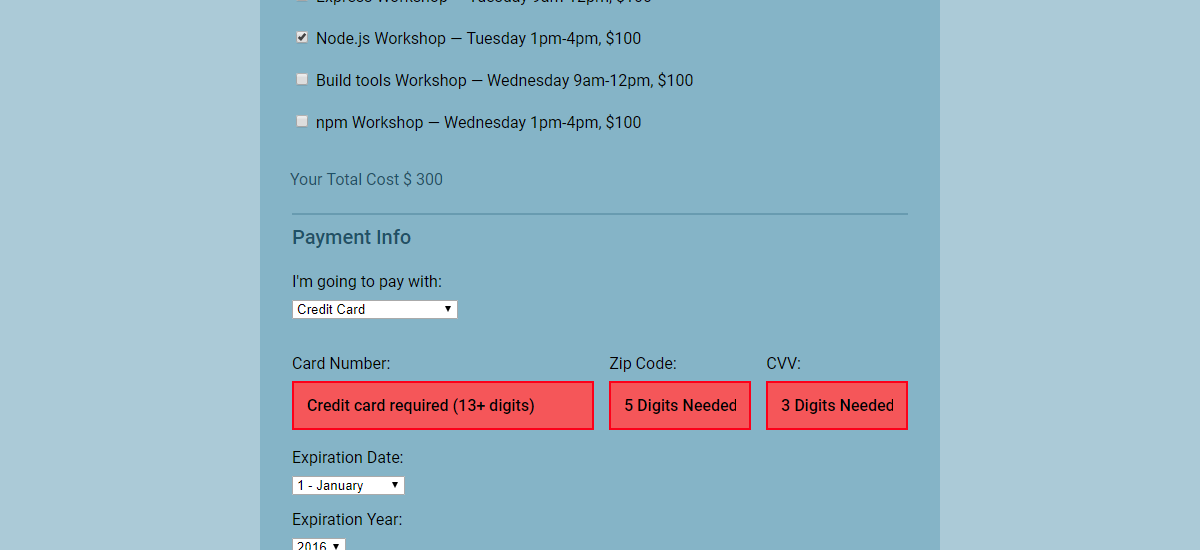 Express Workshop — Tuesday 9am-12pm, $100
Node.js Workshop — Tuesday 1pm-4pm, $100
Build tools Workshop — Wednesday 9am-12pm, $100
npm Workshop — Wednesday 1pm-4pm, $100
Your Total Cost $ 300
Payment Info
I'm going to pay with:
Credit Card
Card Number: Zip Code: CVV:
Credit card required (13+ digits) 5 Digits Needed 3 Digits Needed
Expiration Date:
1 - January
Expiration Year:
2016